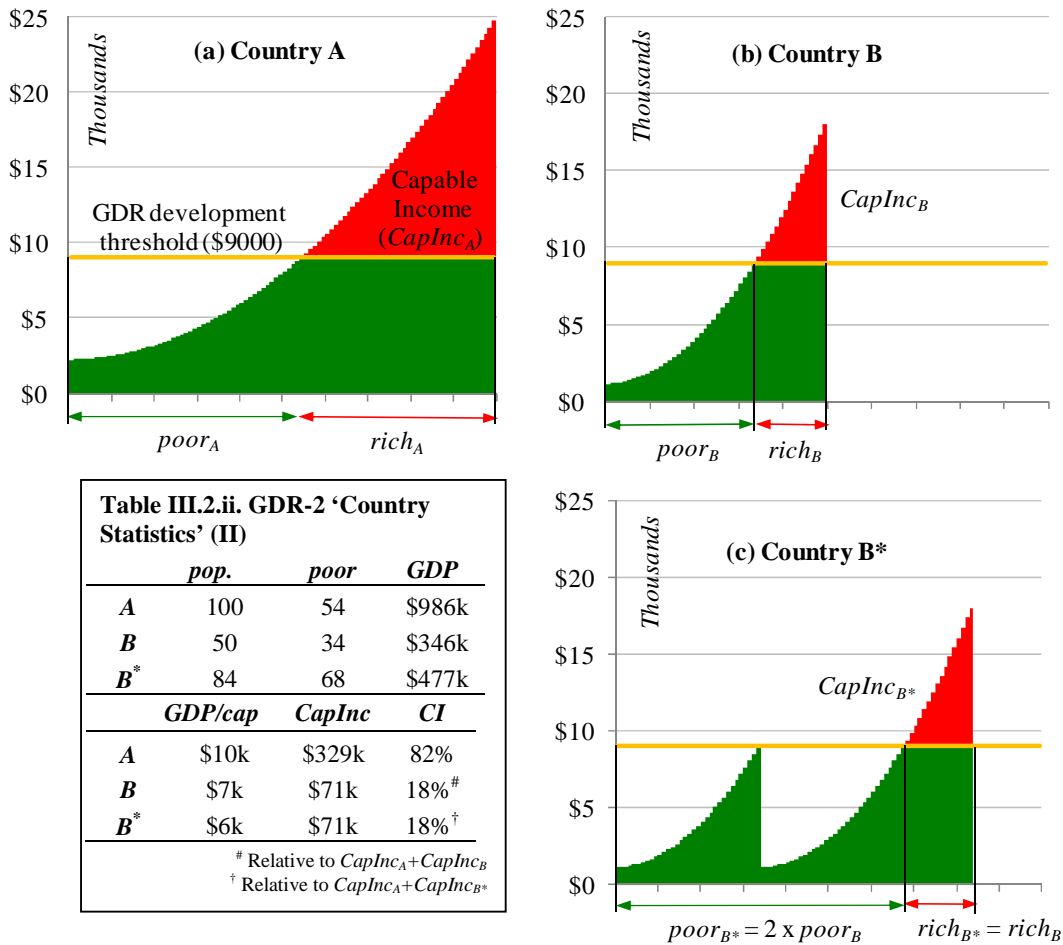 (a) Country A
Thousands
$25
$20
$15
$10
$5
$0
GDR development
threshold ($9000)
Capable
Income
(CapIncA)
poorA
richA
(b) Country B
Thousands
$25
$20
$15
$10
$5
$0
CapIncB
poorB
richB
Table III.2.ii. GDR-2 ‘Country
Statistics’ (II)
pop. poor GDP
A 100 54 $986k
B 50 34 $346k
B* 84 68 $477k
GDP/cap CapInc CI
A $10k $329k 82%
B $7k $71k 18%#
B* $6k $71k 18%†
# Relative to CapIncA+CapIncB
† Relative to CapIncA+CapIncB*
(c) Country B*
Thousands
$25
$20
$15
$10
$5
$0
CapIncB*
poorB* = 2 x poorB
richB* = richB